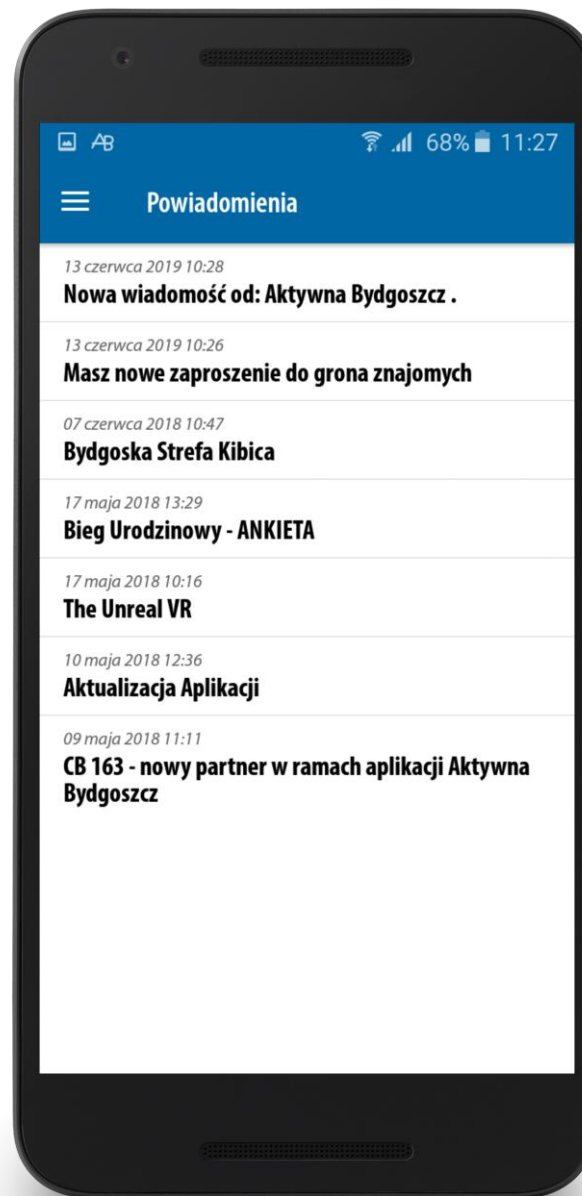 AB 68% 11:27
Powiadomienia
13 czerwca 2019 10:28
Nowa wiadomość od: Aktywna Bydgoszcz .
13 czerwca 2019 10:26
Masz nowe zaproszenie do grona znajomych
07 czerwca 2018 10:47
Bydgoska Strefa Kibica
17 maja 2018 13:29
Bieg Urodzinowy - ANKIETA
17 maja 2018 10:16
The Unreal VR
10 maja 2018 12:36
Aktualizacja Aplikacji
09 maja 2018 11:11
CB 163 - nowy partner w ramach aplikacji Aktywna
Bydgoszcz